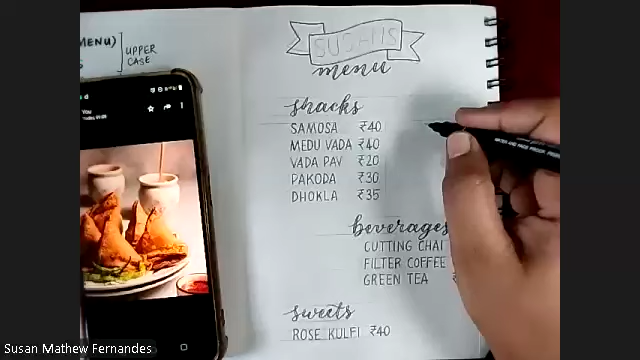 MENU)
UPPER
CASE
You
SUSAN'S
menu
snacks
SAMOSA ₹40
MEDU VADA ₹40
VADA PAV ₹20
PAKODA ₹30
DHOKLA ₹35
beverages
CUTTING CHAI
FILTER COFFEE
GREEN TEA
sweets
ROSE KULFI ₹40
Susan Mathew Fernandes